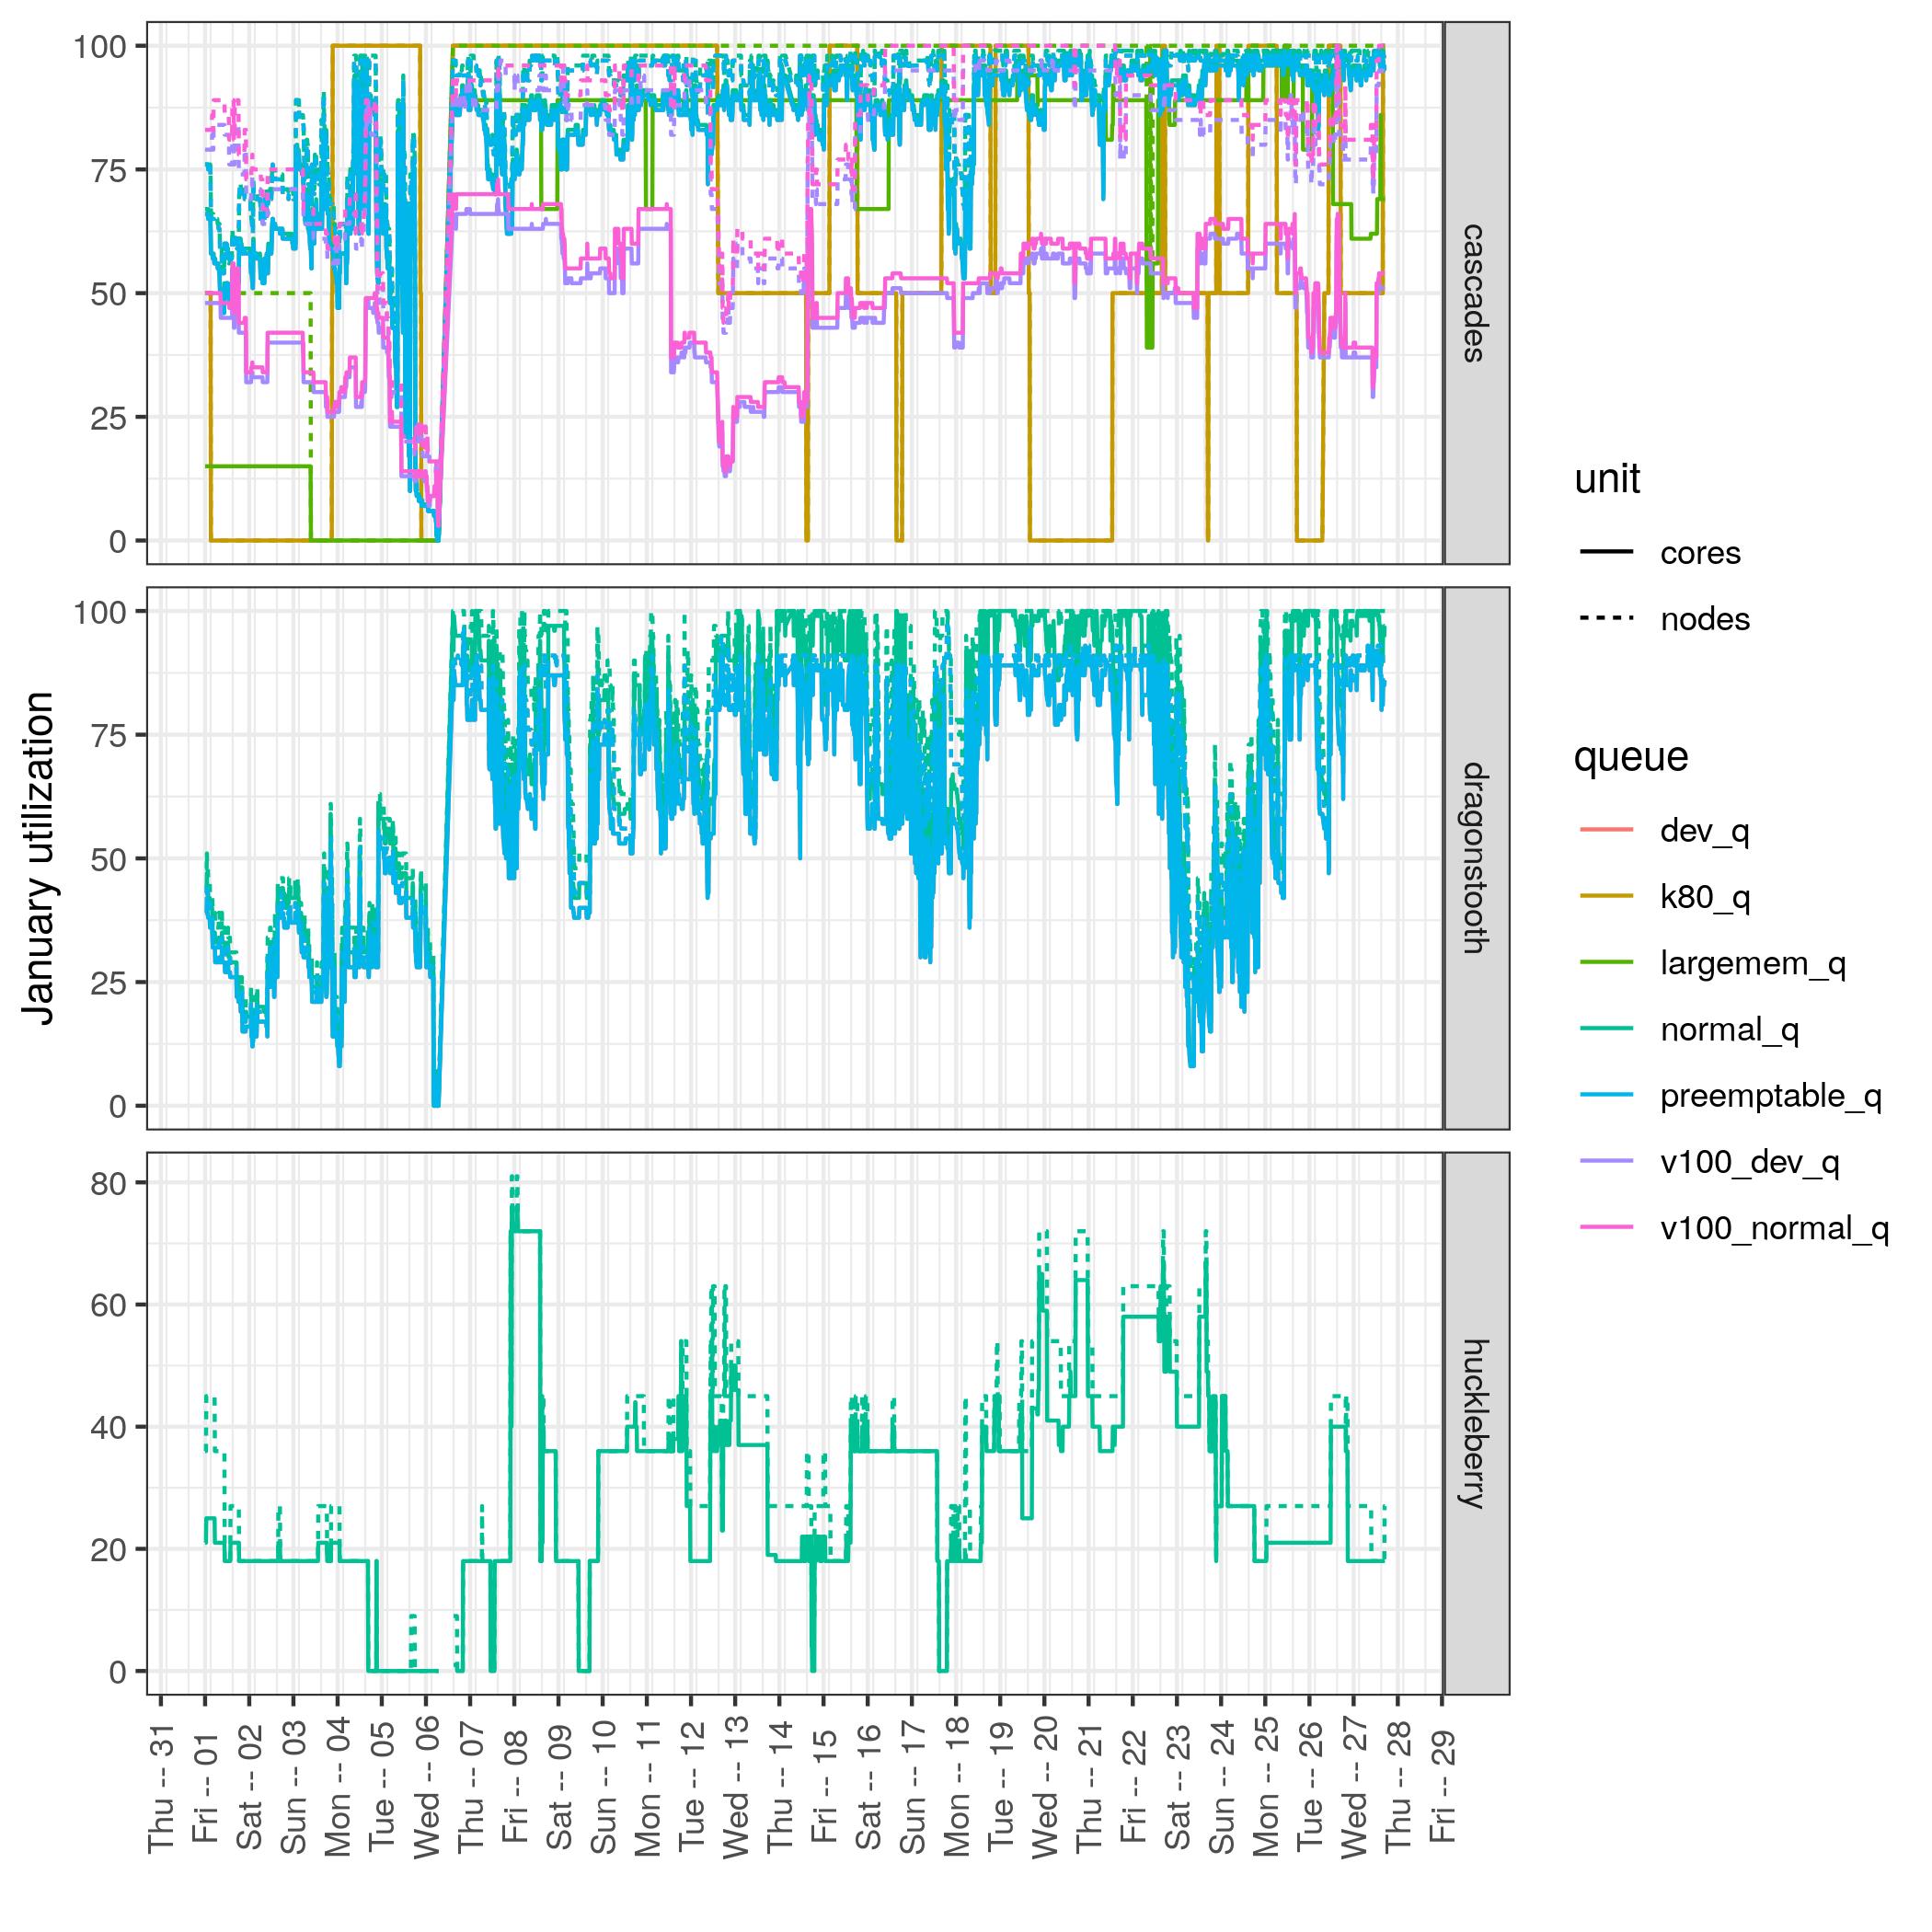 January utilization
100
75
50
25
0
cascades
100
75
50
25
0
dragonstooth
80
60
40
20
0
huckleberry
Thu -- 31
Fri -- 01
Sat -- 02
Sun -- 03
Mon -- 04
Tue -- 05
Wed -- 06
Thu -- 07
Fri -- 08
Sat -- 09
Sun -- 10
Mon -- 11
Tue -- 12
Wed -- 13
Thu -- 14
Fri -- 15
Sat -- 16
Sun -- 17
Mon -- 18
Tue -- 19
Wed -- 20
Thu -- 21
Fri -- 22
Sat -- 23
Sun -- 24
Mon -- 25
Tue -- 26
Wed -- 27
Thu -- 28
Fri -- 29
unit
cores
nodes
queue
dev_q
k80_q
largemem_q
normal_q
preemptable_q
v100_dev_q
v100_normal_q